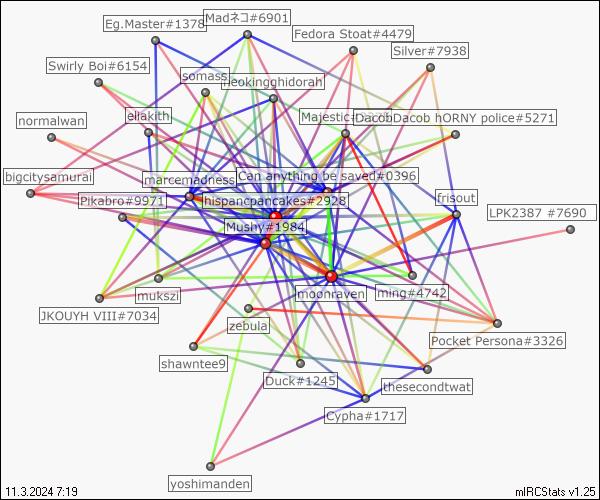 Madネコ#6901
Eg.Master#1378
Fedora Stoat#4479
Silver#7938
Swirly Boi#6154
somass
neokingghidorah
eliakith
Majestic
DacobDacob hORNY police#5271
normalwan
bigcitysamurai
marcemadness
Can anything be saved#0396
Pikabro#9971
hispancpancakes#2928
frisout
LPK2387 #7690
Mushy#1984
mukszi
moonraven
ming#4742
JKOUYH VIII#7034
zebula
Pocket Persona#3326
shawntee9
Duck#1245
thesecondtwat
Cypha#1717
yoshimanden
11.3.2024 7:19
mIRCStats v1.25